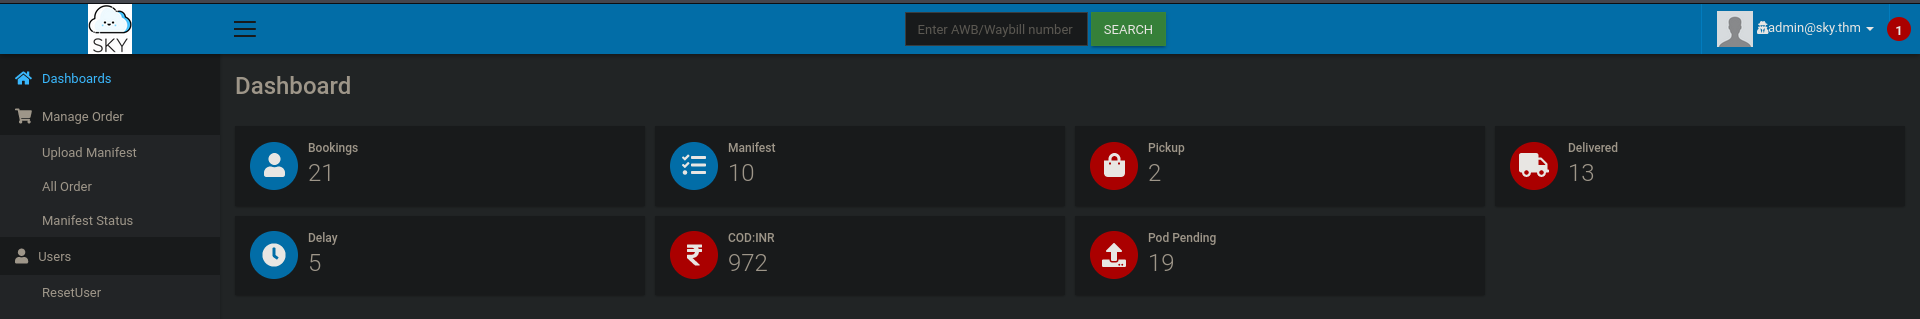 SKY
Enter AWB/Waybill number
SEARCH
admin@sky.thm
1
Dashboards
Manage Order
Upload Manifest
All Order
Manifest Status
Users
ResetUser
Dashboard
Bookings
21
Manifest
10
Pickup
2
Delivered
13
Delay
5
COD:INR
972
Pod Pending
19